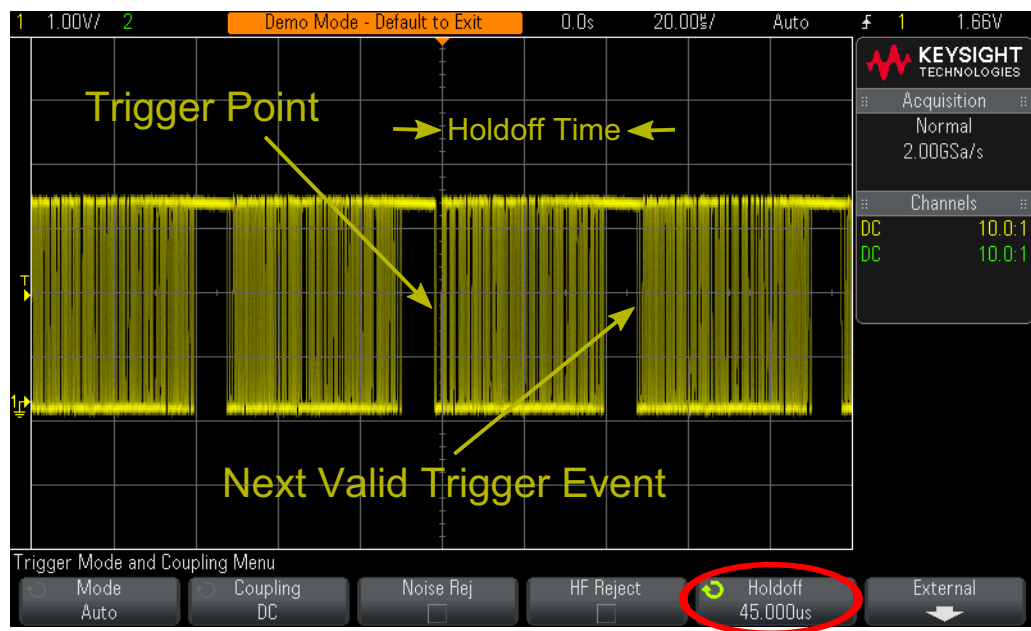 1 1.00V/ 2 Demo Mode - Default to Exit 0.0s 20.00µ/ Auto 1 1.66V
KEYSIGHT
TECHNOLOGIES
Acquisition
Normal
2.00GSa/s
Channels
DC 10.0:1
DC 10.0:1
Trigger Point
Holdoff Time
T
1
Next Valid Trigger Event
Trigger Mode and Coupling Menu
Mode
Auto
Coupling
DC
Noise Rej
HF Reject
Holdoff
45.000us
External